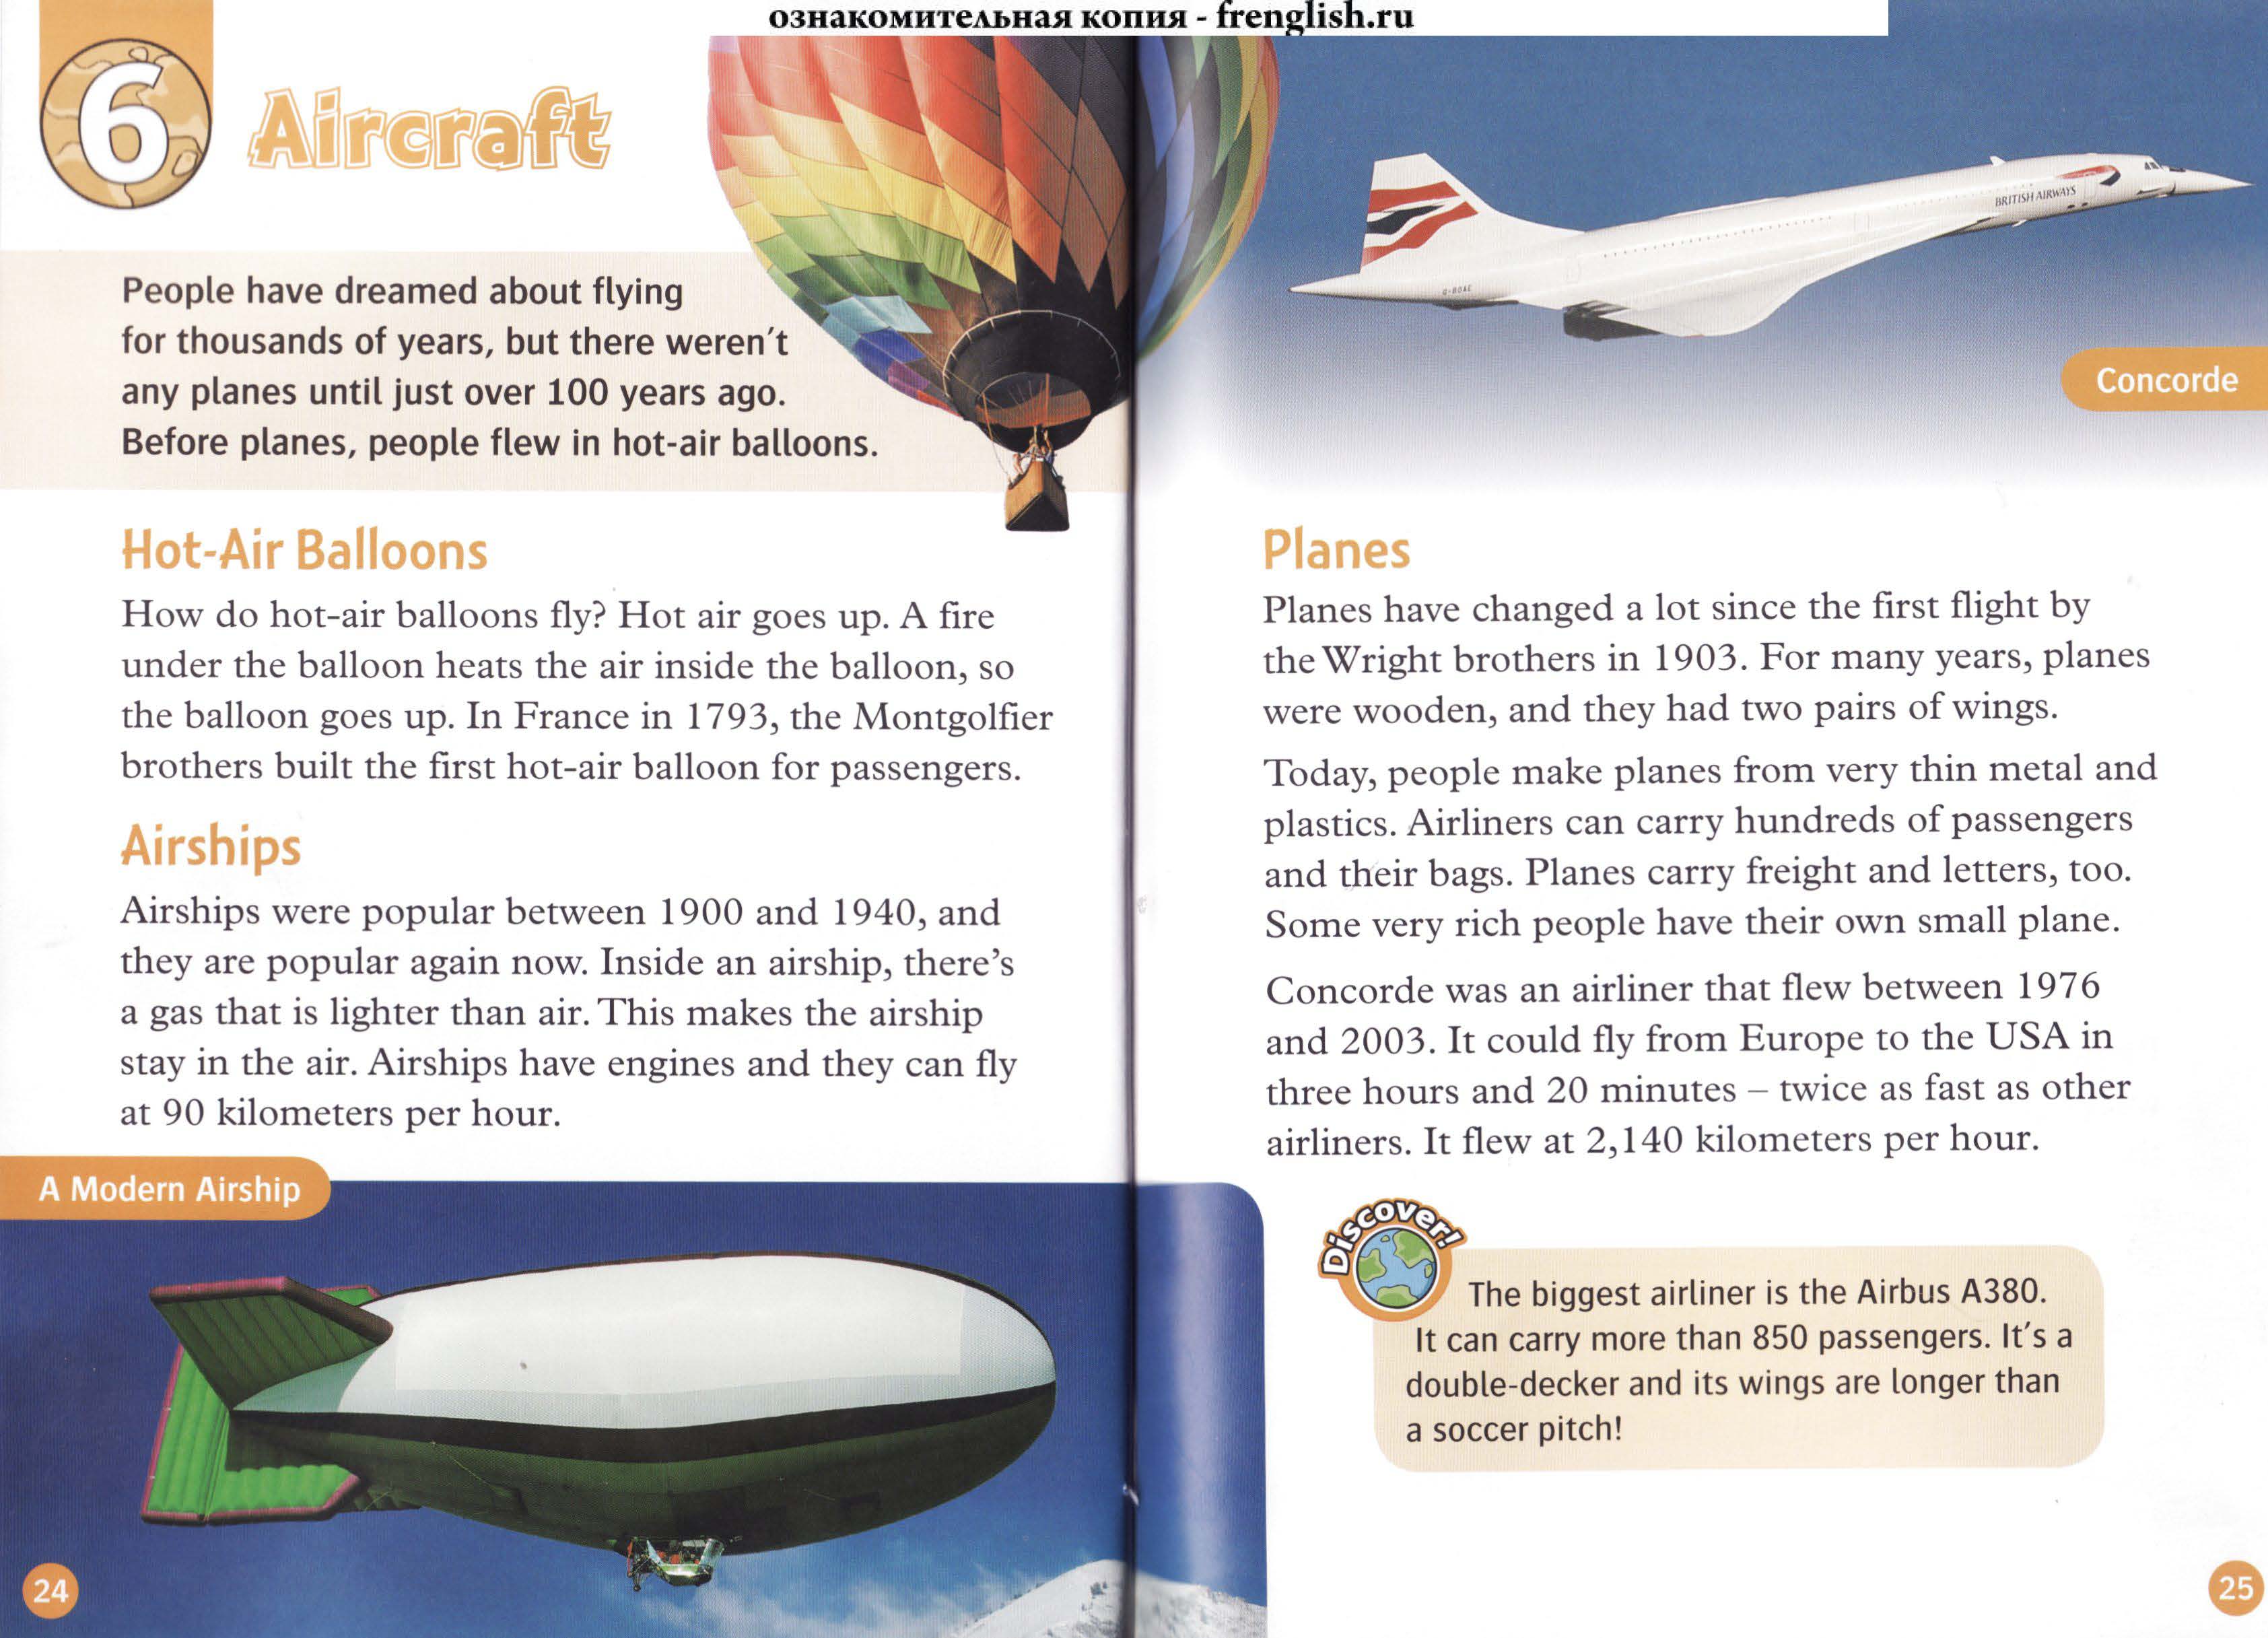 ознакомительная копия - frenglish.ru
6
Aircraft
People have dreamed about flying
for thousands of years, but there weren't
any planes until just over 100 years ago.
Before planes, people flew in hot-air balloons.
Hot-Air Balloons
How do hot-air balloons fly? Hot air goes up. A fire
under the balloon heats the air inside the balloon, so
the balloon goes up. In France in 1793, the Montgolfier
brothers built the first hot-air balloon for passengers.
Airships
Airships were popular between 1900 and 1940, and
they are popular again now. Inside an airship, there's
a gas that is lighter than air. This makes the airship
stay in the air. Airships have engines and they can fly
at 90 kilometers per hour.
A Modern Airship
24
BRITISH AIRWAYS
G-BOAE
Concorde
Planes
Planes have changed a lot since the first flight by
the Wright brothers in 1903. For many years, planes
were wooden, and they had two pairs of wings.
Today, people make planes from very thin metal and
plastics. Airliners can carry hundreds of passengers
and their bags. Planes carry freight and letters, too.
Some very rich people have their own small plane.
Concorde was an airliner that flew between 1976
and 2003. It could fly from Europe to the USA in
three hours and 20 minutes – twice as fast as other
airliners. It flew at 2,140 kilometers per hour.
Discover!
The biggest airliner is the Airbus A380.
It can carry more than 850 passengers. It's a
double-decker and its wings are longer than
a soccer pitch!
25